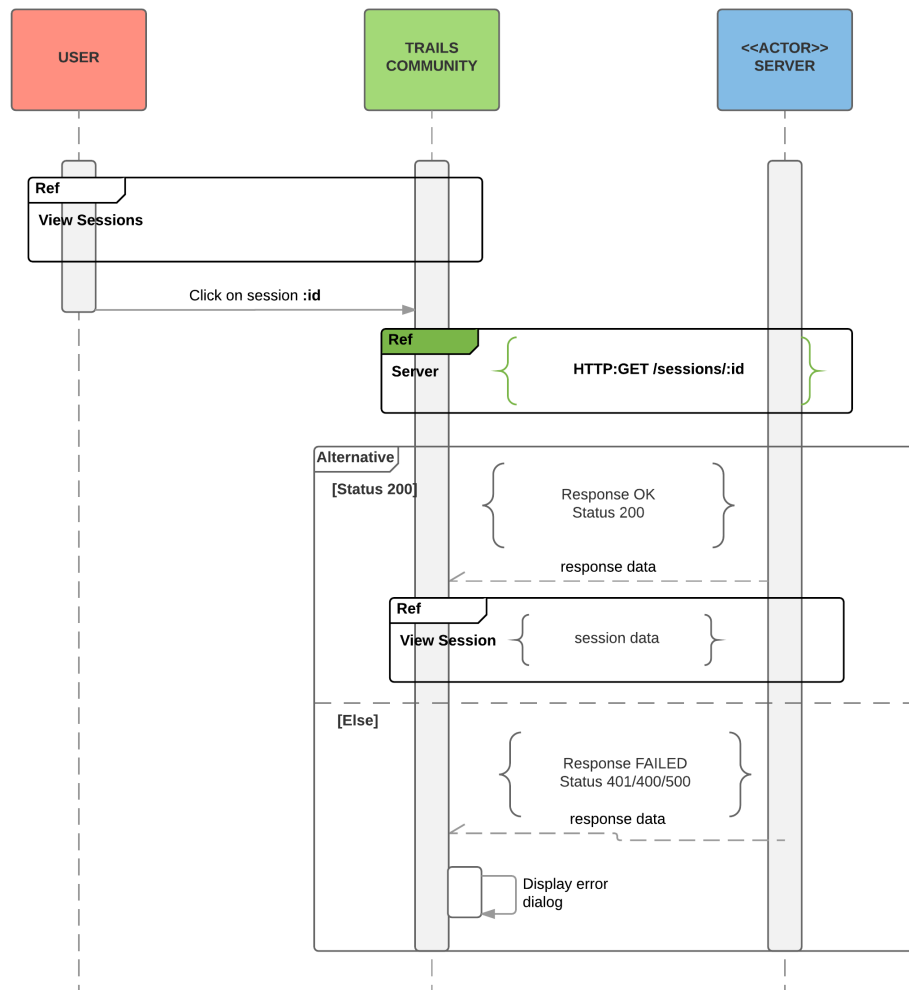 USER
TRAILS
COMMUNITY
<<ACTOR>>
SERVER
Ref
View Sessions
Click on session :id
Ref
Server
HTTP:GET /sessions/:id
Alternative
[Status 200]
Response OK
Status 200
response data
Ref
View Session
session data
[Else]
Response FAILED
Status 401/400/500
response data
Display error
dialog